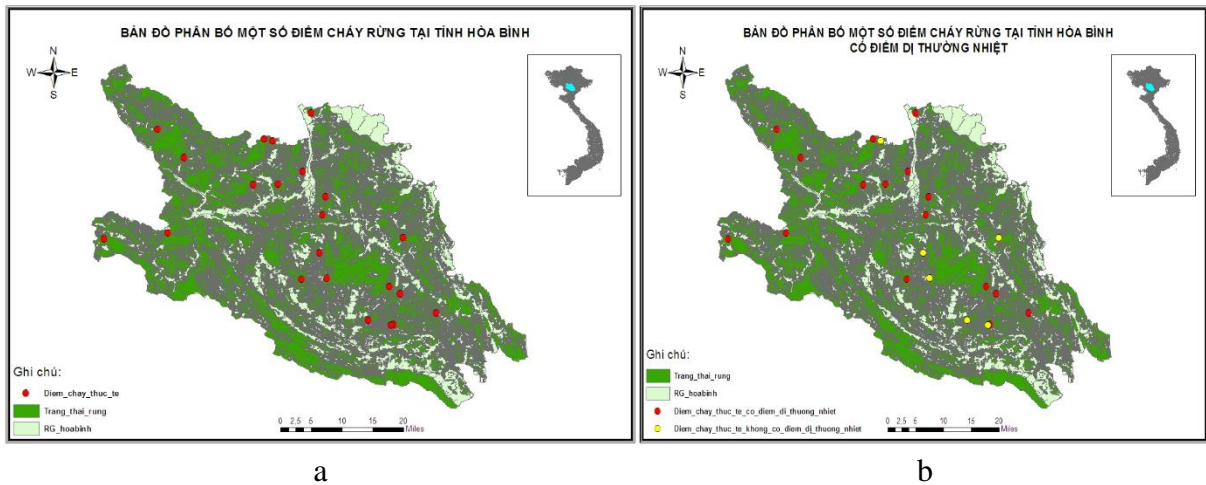 BẢN ĐỒ PHÂN BỐ MỘT SỐ ĐIỂM CHÁY RỪNG TẠI TỈNH HÒA BÌNH
N
W E
S
Ghi chú:
Diem_chay_thuc_te
Trang_thai_rung
RG_hoabinh
0 2.5 5 10 15 20
Miles
a
BẢN ĐỒ PHÂN BỐ MỘT SỐ ĐIỂM CHÁY RỪNG TẠI TỈNH HÒA BÌNH
CÓ ĐIỂM DỊ THƯỜNG NHIỆT
N
W E
S
Ghi chú:
Trang_thai_rung
RG_hoabinh
Diem_chay_thuc_te_co_diem_di_thuong_nhiet
Diem_chay_thuc_te_khong_co_diem_di_thuong_nhiet
0 2.5 5 10 15 20
Miles
b